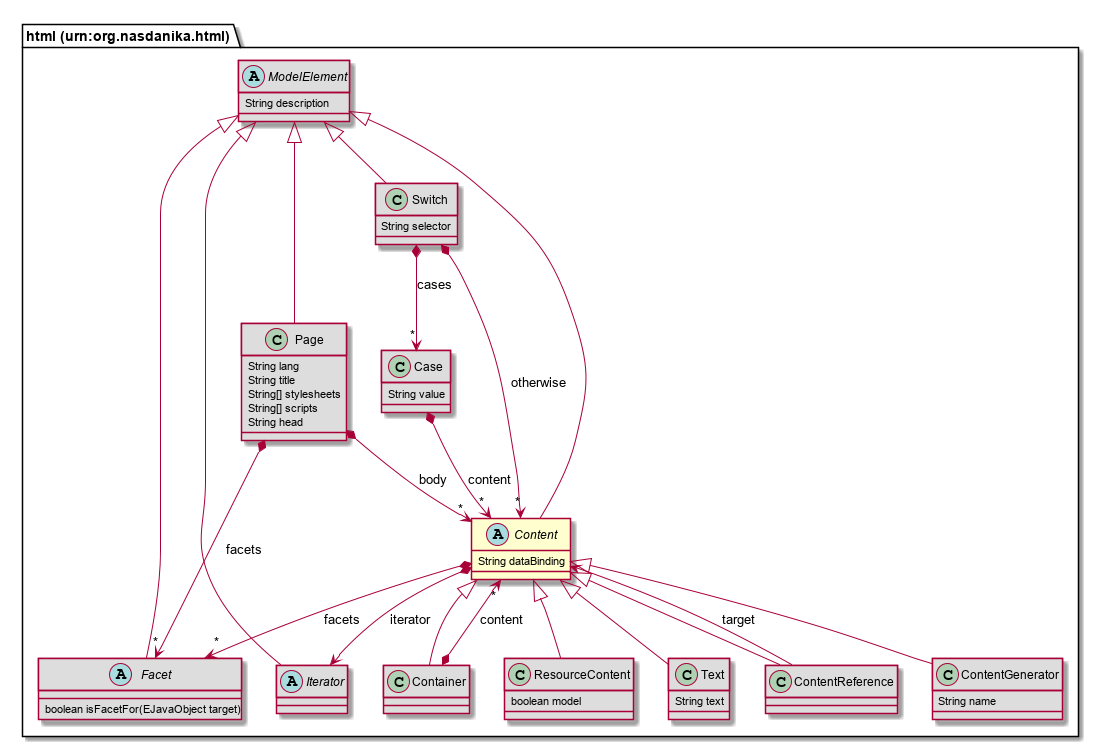 html (urn:org.nasdanika.html)
A ModelElement
String description
C Switch
String selector
cases
*
C Page
String lang
String title
String[] stylesheets
String[] scripts
String head
C Case
String value
otherwise
body
content
*
*
*
facets
A Content
String dataBinding
*
facets
iterator
content
target
*
*
A Facet
boolean isFacetFor(EJavaObject target)
A Iterator
C Container
C ResourceContent
boolean model
C Text
String text
C ContentReference
C ContentGenerator
String name